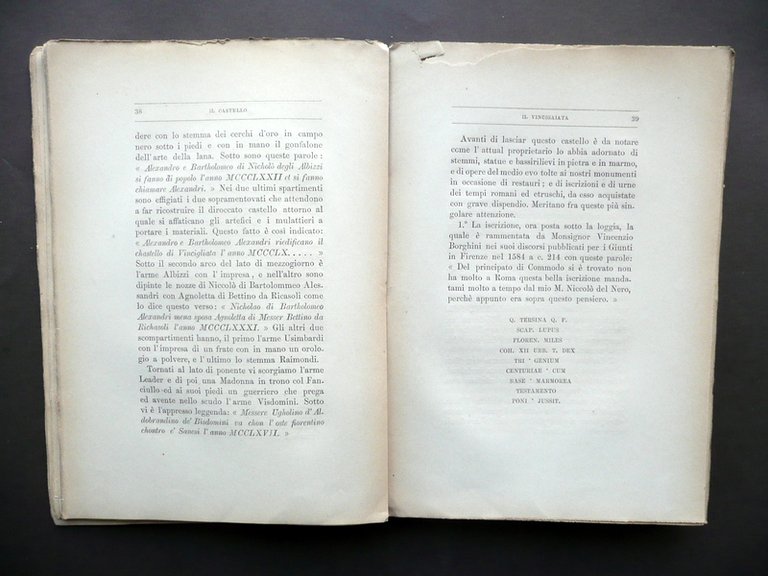 38 IL CASTELLO
dere con lo stemma dei cerchi d'oro in campo
nero sotto i piedi e con in mano il gonfalone
dell'arte della lana. Sotto sono queste parole:
« Alexandro e Bartholomeo di Nicholò degli Albizzi
si fanno di popolo l'anno MCCCLXXII et si fanno
chiamare Alexandri. » Nei due ultimi spartimenti
sono effigiati i due sopramentovati che attendono
a far ricostruire il diroccato castello attorno al
quale si affaticano gli artefici e i mulattieri a
portare i materiali. Questo fatto è così indicato:
« Alexandro e Bartholomeo Alexandri riedificano il
chastello di Vincigliata l'anno MCCCLX..... »
Sotto il secondo arco del lato di mezzogiorno è
l'arme Albizzi con l'impresa, e nell'altro sono
dipinte le nozze di Niccolò di Bartolommeo Ales-
sandri con Agnoletta di Bettino da Ricasoli come
lo dice questo verso: « Nicholao di Bartholomeo
Alexandri mena sposa Agnoletta di Messer Bettino da
Richasoli l'anno MCCCLXXXI. » Gli altri due
scompartimenti hanno, il primo l'arme Usimbardi
con l'impresa di un frate con in mano un oro-
gio a polvere, e l'ultimo lo stemma Raimondi.
Tornati al lato di ponente vi scorgiamo l'arme
Leader e di poi una Madonna in trono col Fan-
ciullo ed ai suoi piedi un guerriero che prega
ed avente nello scudo l'arme Visdomini. Sotto
vi è l'appresso leggenda: « Messere Ugholino d'Al-
dobrandino de' Bisdomini va chon l'oste fiorentino
chontro e' Sanesi l'anno MCCLXVII. »
IL VINCIGLIATA 39
Avanti di lasciar questo castello è da notare
come l'attual proprietario lo abbia adornato di
stemmi, statue e bassirilievi in pietra e in marmo,
e di opere del medio evo tolte ai nostri monumenti
in occasione di restauri; e di iscrizioni e di urne
dei tempi romani ed etruschi, da esso acquistate
con grave dispendio. Meritano fra queste più sin-
golare attenzione.
1.° La iscrizione, ora posta sotto la loggia, la
quale è rammentata da Monsignor Vincenzio
Borghini nei suoi discorsi pubblicati per i Giunti
in Firenze nel 1584 a c. 214 con queste parole:
« Del principato di Commodo si è trovato non
ha molto a Roma questa bella iscrizione manda-
tami molto a tempo dal mio M. Niccolò del Nero,
perchè appunto era sopra questo pensiero. »
Q. TERSINA Q. F.
SCAP. LUPUS
FLOREN. MILES
COH. XII URB. T. DEX
TRI ' GENIUM
CENTURIAE ' CUM
BASE ' MARMOREA
TESTAMENTO
PONI ' JUSSIT.